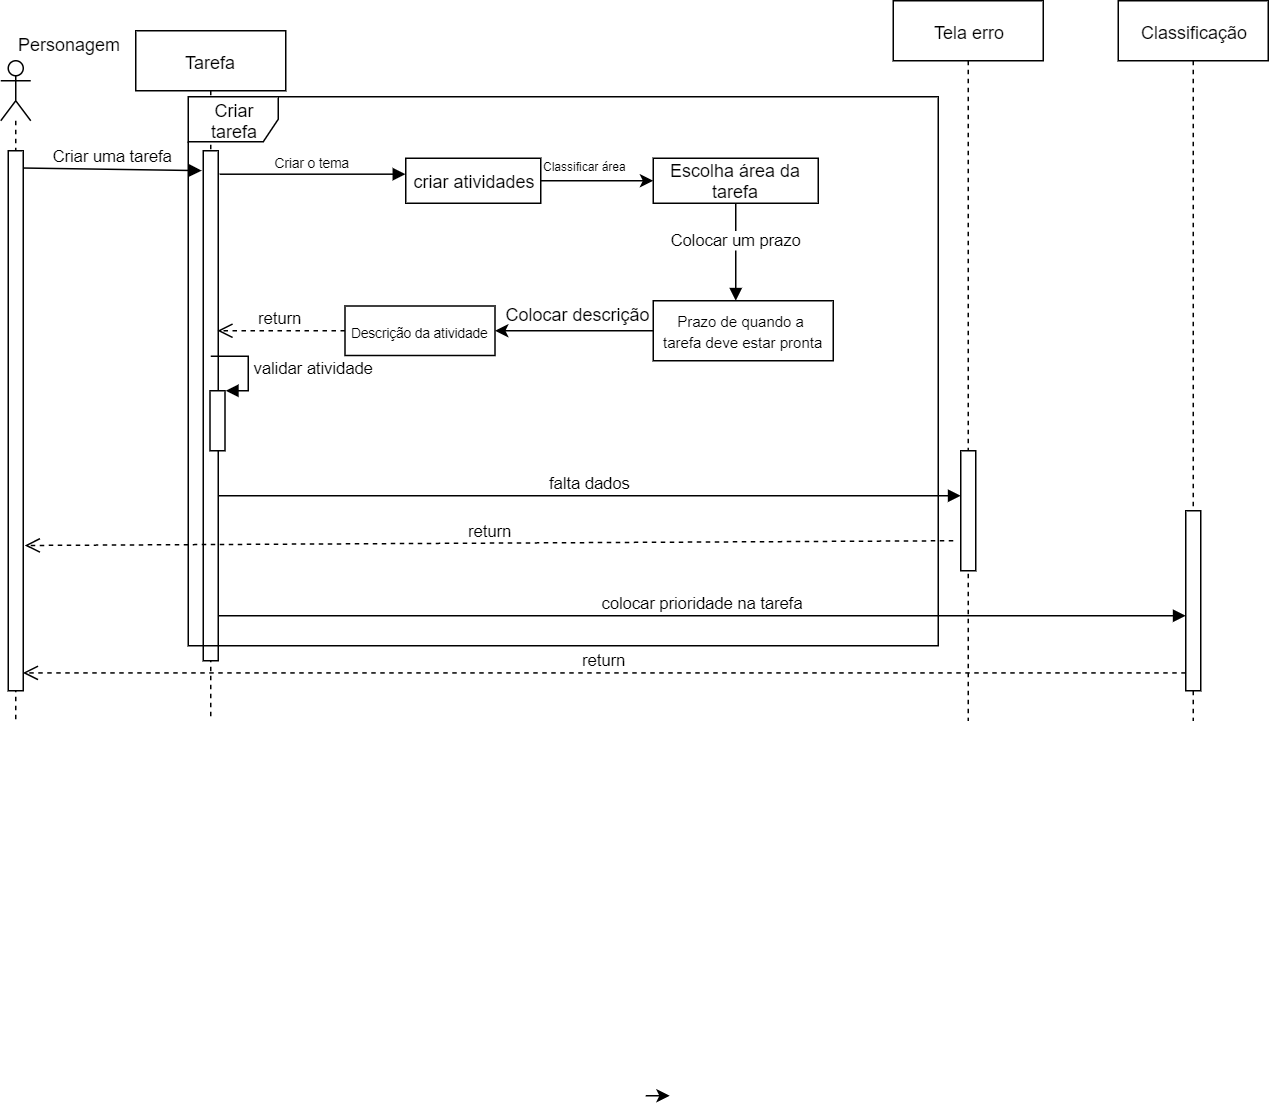 Personagem
Tarefa
Tela erro
Classificação
Criar
tarefa
Criar uma tarefa
Criar o tema
criar atividades
Classificar área
Escolha área da
tarefa
Colocar um prazo
Prazo de quando a
tarefa deve estar pronta
Colocar descrição
Descrição da atividade
return
validar atividade
falta dados
return
colocar prioridade na tarefa
return